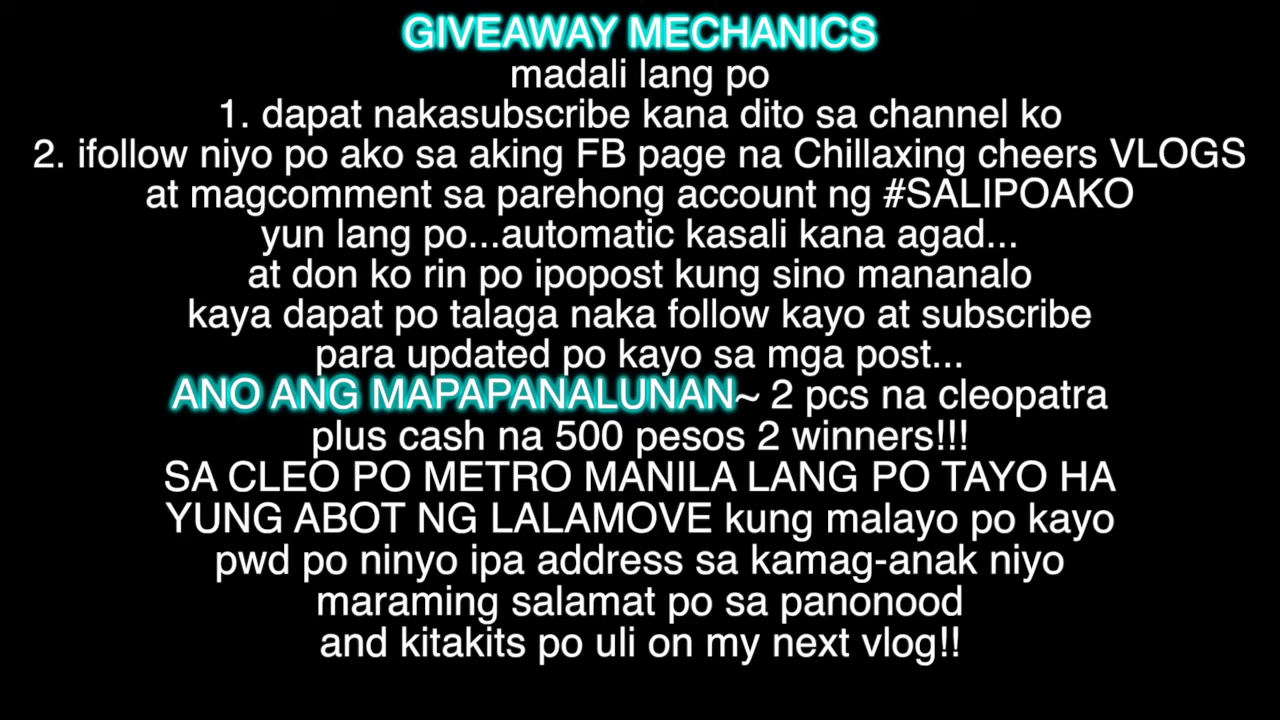 GIVEAWAY MECHANICS
madali lang po
1. dapat nakasubscribe kana dito sa channel ko
2. ifollow niyo po ako sa aking FB page na Chillaxing cheers VLOGS
at magcomment sa parehong account ng #SALIPOAKO
yun lang po...automatic kasali kana agad...
at don ko rin po ipopost kung sino mananalo
kaya dapat po talaga naka follow kayo at subscribe
para updated po kayo sa mga post...
ANO ANG MAPAPANALUNAN~ 2 pcs na cleopatra
plus cash na 500 pesos 2 winners!!!
SA CLEO PO METRO MANILA LANG PO TAYO HA
YUNG ABOT NG LALAMOVE kung malayo po kayo
pwd po ninyo ipa address sa kamag-anak niyo
maraming salamat po sa panonood
and kitakits po uli on my next vlog!!